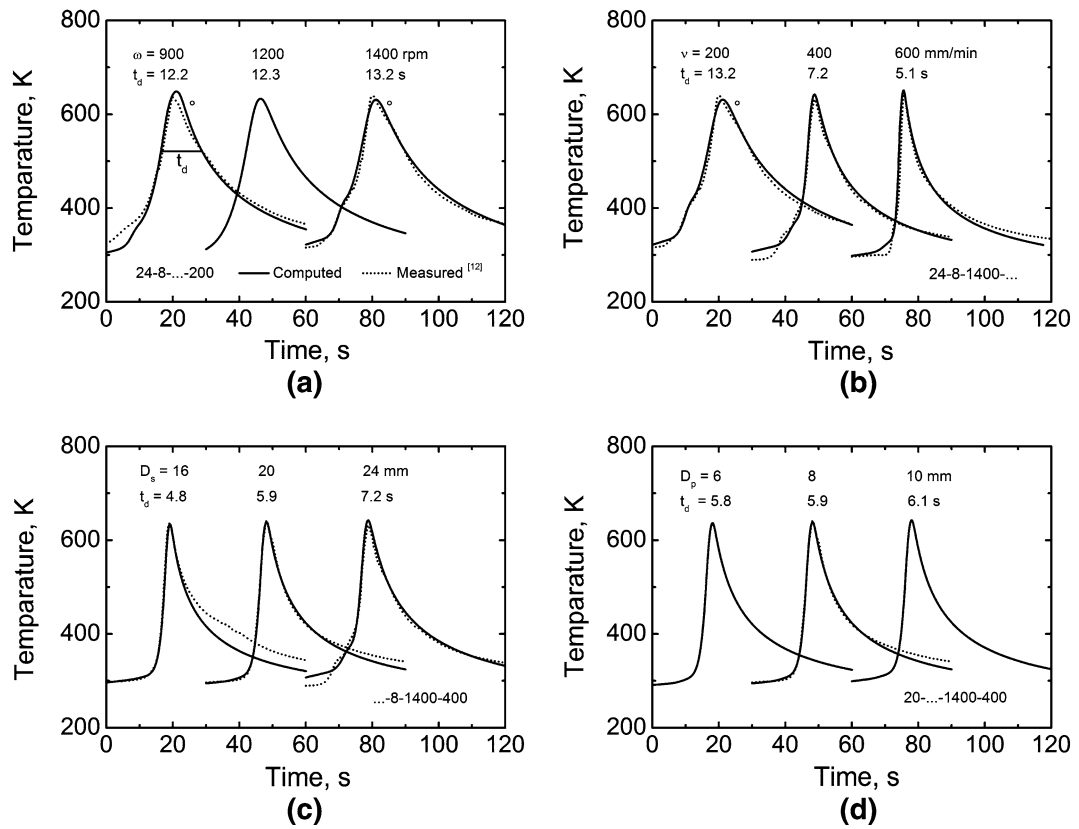 800
600
400
200
Temparature, K
ω = 900 1200 1400 rpm
t_d = 12.2 12.3 13.2 s
t_d
24-8-...-200 Computed Measured [12]
0 20 40 60 80 100 120
Time, s
(a)
800
600
400
200
Temperature, K
ν = 200 400 600 mm/min
t_d = 13.2 7.2 5.1 s
24-8-1400-...
0 20 40 60 80 100 120
Time, s
(b)
800
600
400
200
Temparature, K
D_s = 16 20 24 mm
t_d = 4.8 5.9 7.2 s
...-8-1400-400
0 20 40 60 80 100 120
Time, s
(c)
800
600
400
200
Temparature, K
D_p = 6 8 10 mm
t_d = 5.8 5.9 6.1 s
20-...-1400-400
0 20 40 60 80 100 120
Time, s
(d)